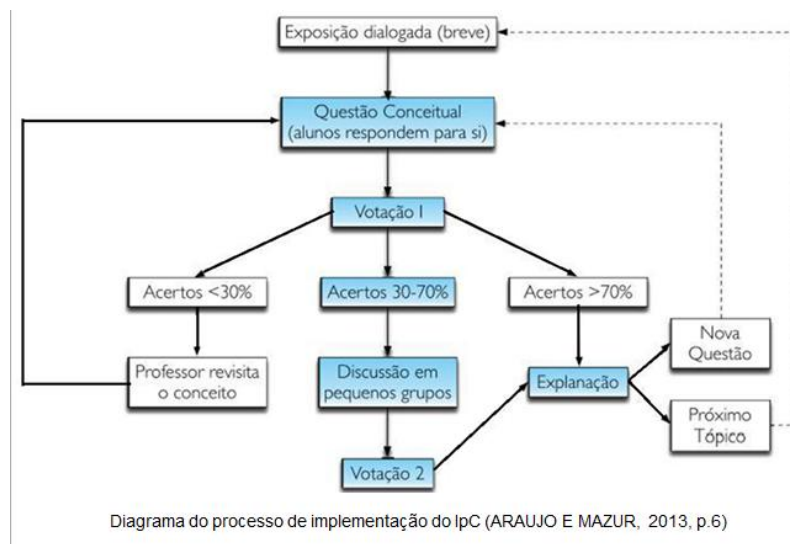 Exposição dialogada (breve)
Questão Conceitual
(alunos respondem para si)
Votação I
Acertos <30%
Acertos 30-70%
Acertos >70%
Professor revisita
o conceito
Discussão em
pequenos grupos
Explanação
Nova
Questão
Próximo
Tópico
Votação 2
Diagrama do processo de implementação do IpC (ARAUJO E MAZUR, 2013, p.6)